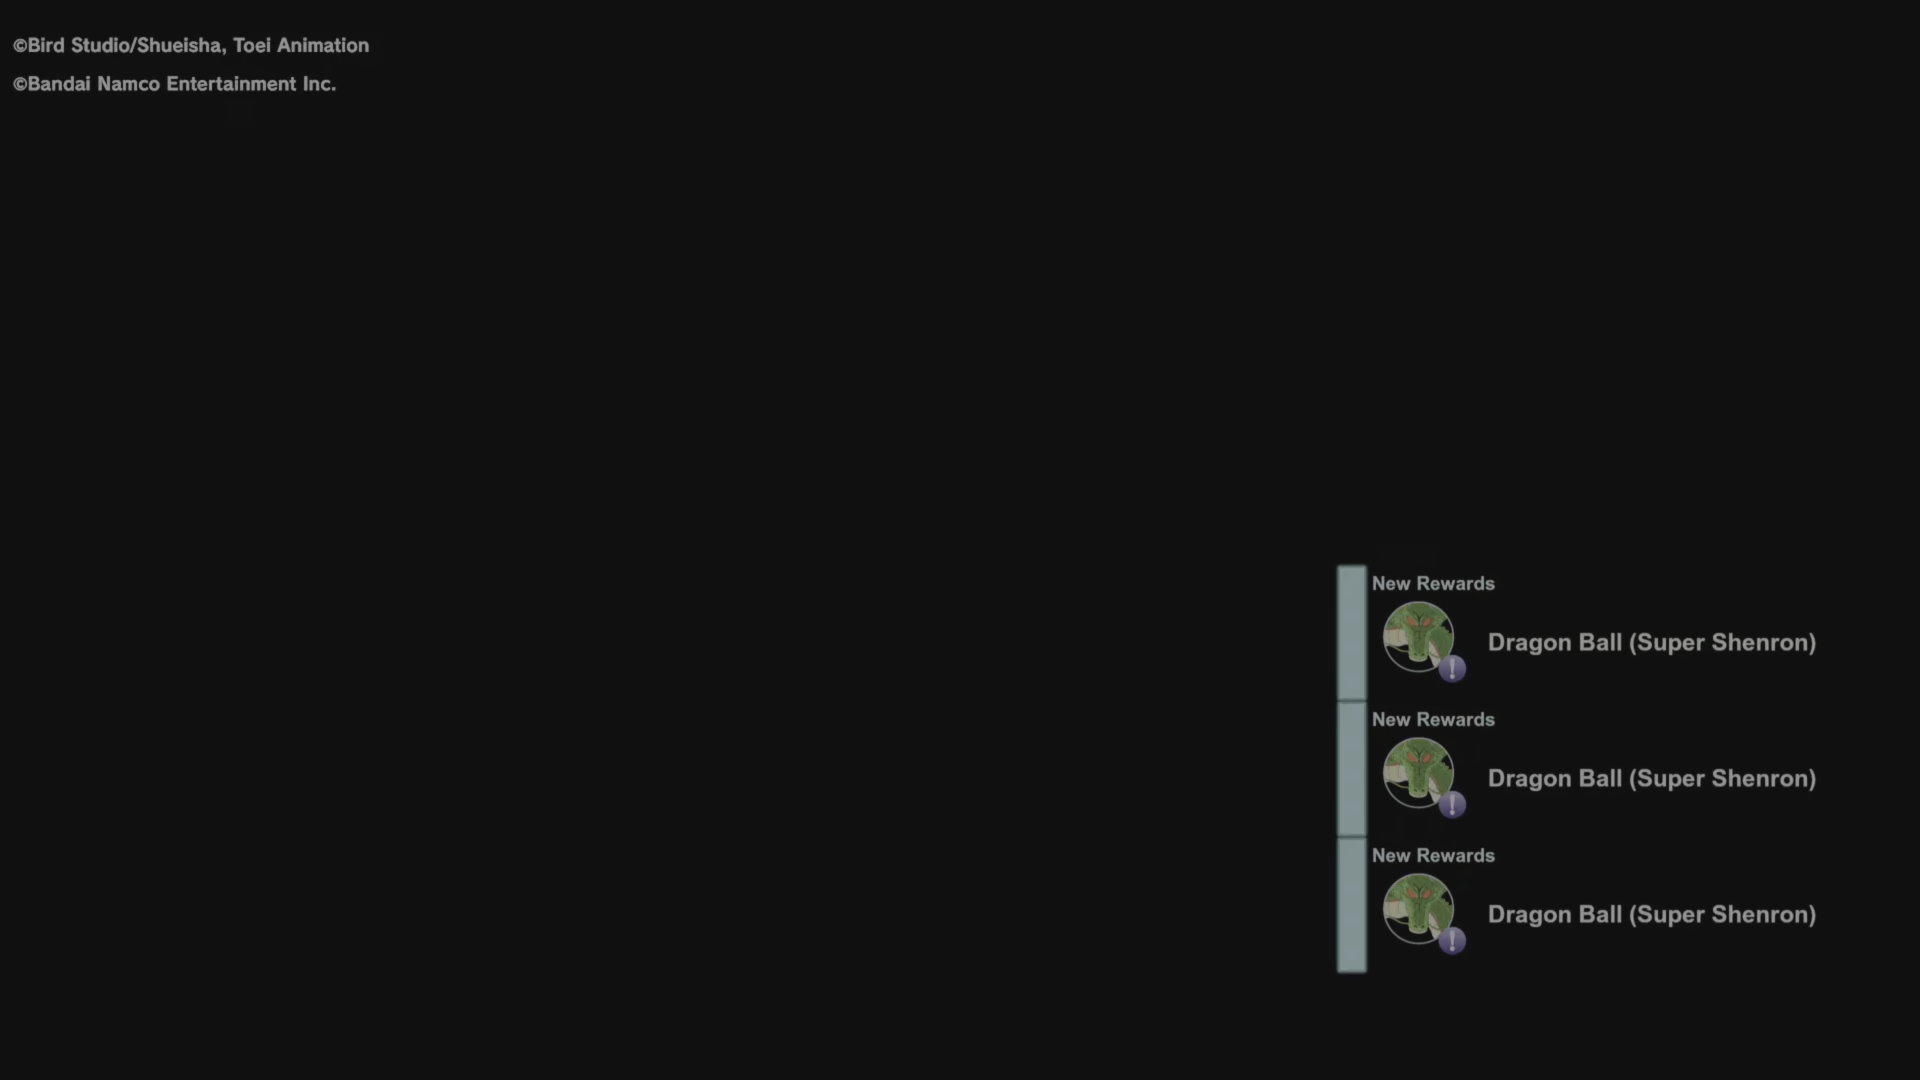 ©Bird Studio/Shueisha, Toei Animation
©Bandai Namco Entertainment Inc.
New Rewards
Dragon Ball (Super Shenron)
New Rewards
Dragon Ball (Super Shenron)
New Rewards
Dragon Ball (Super Shenron)